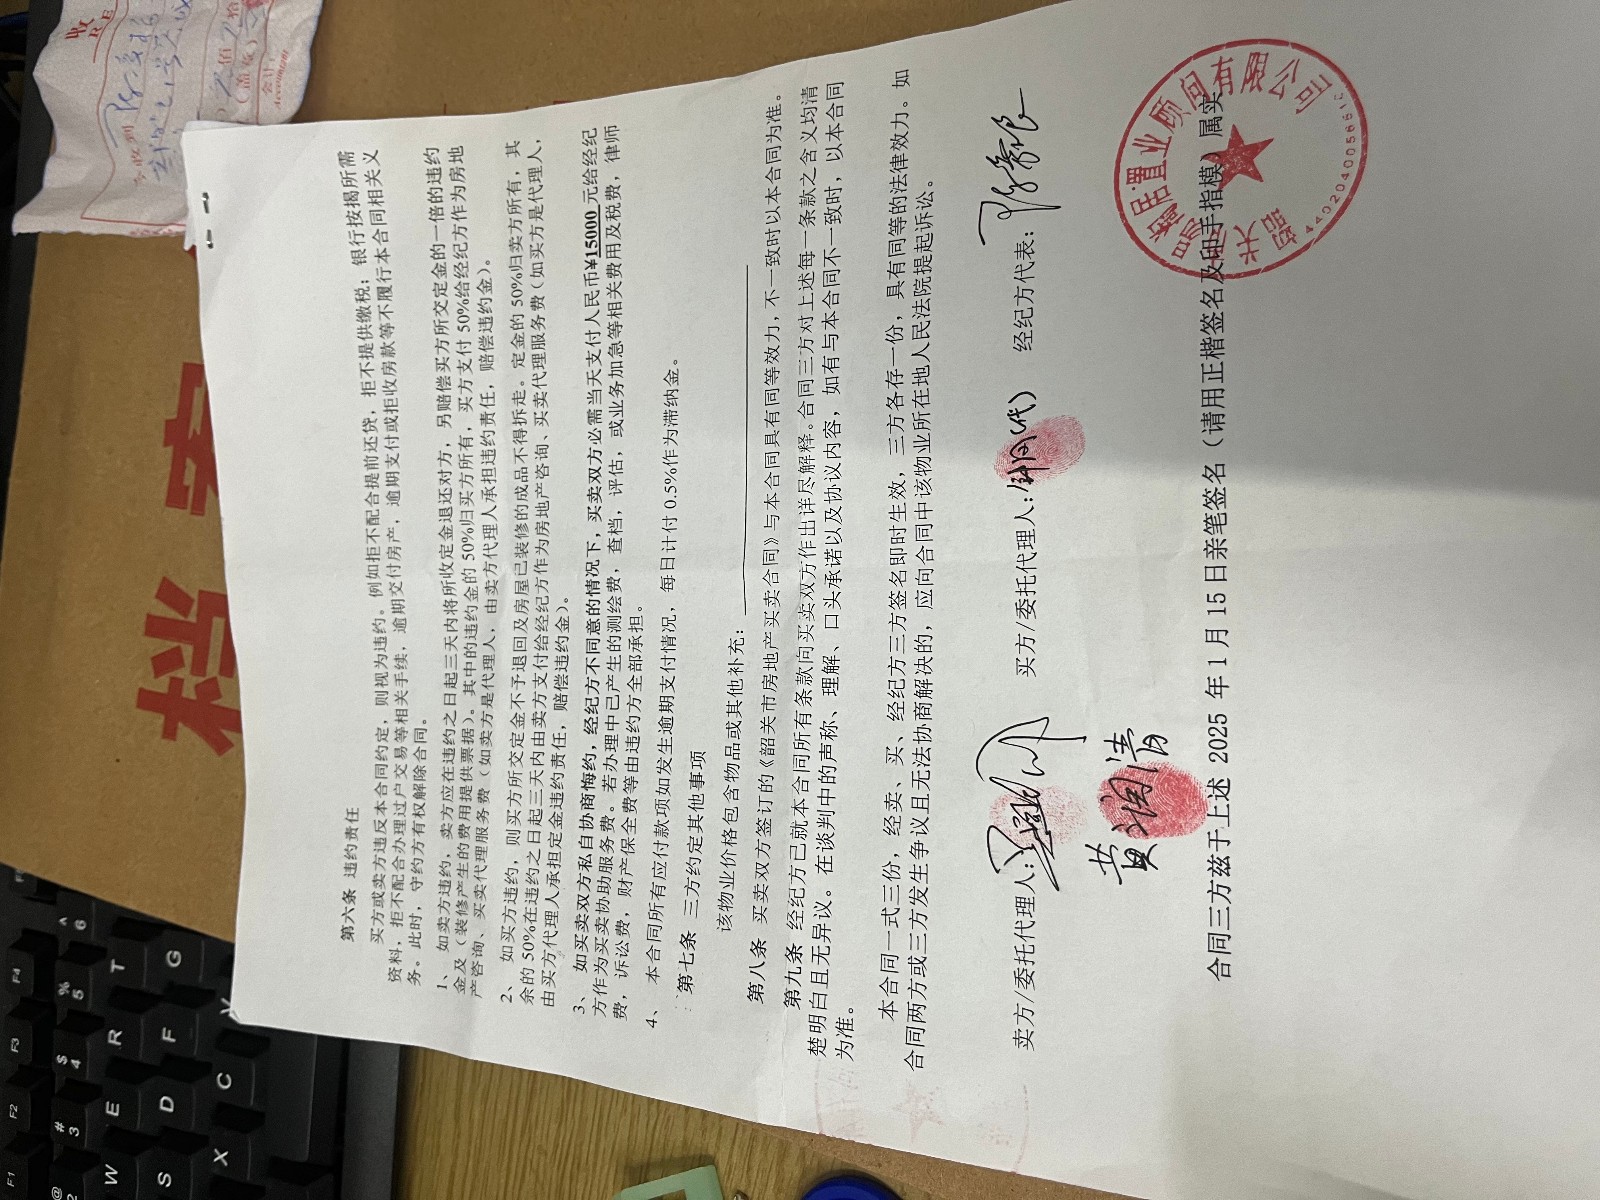 第六条 违约责任
买方或卖方违反本合同约定，则视为违约。例如拒不配合提前还贷，拒不提供缴税；银行按揭所需
资料，拒不配合办理过户交易等相关手续，逾期交付房产，逾期支付或拒收房款等不履行本合同相关义
务。此时，守约方有权解除合同。
1、 如卖方违约，卖方应在违约之日起三天内将所收定金退还对方，另赔偿买方所交定金的一倍的违约
金及（装修产生的费用提供票据）。其中的违约金的 50%归买方所有，买方支付 50%给经纪方作为房地
产咨询、买卖代理服务费（如卖方是代理人，由卖方代理人承担违约责任，赔偿违约金）。
2、 如买方违约，则买方所交定金不予退回及房屋已装修的成品不得拆走。定金的 50%归卖方所有，其
余的 50%在违约之日起三天内由卖方支付给经纪方作为房地产咨询、买卖代理服务费（如买方是代理人，
由买方代理人承担定金违约责任，赔偿违约金）。
3、 如买卖双方私自协商悔约，经纪方不同意的情况下，买卖双方必需当天支付人民币¥15000 元给经纪
方作为买卖协助服务费。若办理中已产生的测绘费，查档，评估，或业务加急等相关费用及税费，律师
费，诉讼费，财产保全费等由违约方全部承担。
4、 本合同所有应付款项如发生逾期支付情况，每日计付 0.5%作为滞纳金。
第七条 三方约定其他事项
该物业价格包含物品或其他补充：
第八条 买卖双方签订的《韶关市房地产买卖合同》与本合同具有同等效力，不一致时以本合同为准。
第九条 经纪方已就本合同所有条款向买卖双方作出详尽解释。合同三方对上述每一条款之含义均清
楚明白且无异议。在谈判中的声称、理解、口头承诺以及协议内容，如有与本合同不一致时，以本合同
为准。
本合同一式三份，经卖、买、经纪方三方签名即时生效，三方各存一份，具有同等的法律效力。如
合同两方或三方发生争议且无法协商解决的，应向合同中该物业所在地人民法院提起诉讼。
卖方/委托代理人： 买方/委托代理人： （代） 经纪方代表：
黄润清
合同三方兹于上述 2025 年 1 月 15 日亲笔签名（请用正楷签名及印手指模）属实
置业顾问有限公司
档 案